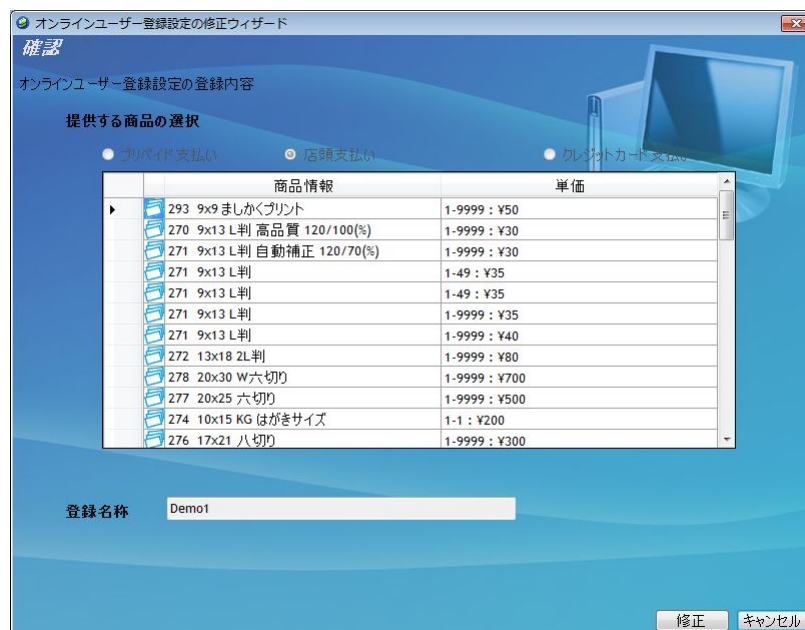 オンラインユーザー登録設定の修正ウィザード
確認
オンラインユーザー登録設定の登録内容
提供する商品の選択
プリペイド支払い 店頭支払い クレジットカード支払い
商品情報 単価
293 9x9 ましかくプリント 1-9999 : ¥50
270 9x13 L判 高品質 120/100(%) 1-9999 : ¥30
271 9x13 L判 自動補正 120/70(%) 1-9999 : ¥30
271 9x13 L判 1-49 : ¥35
271 9x13 L判 1-49 : ¥35
271 9x13 L判 1-9999 : ¥35
271 9x13 L判 1-9999 : ¥40
272 13x18 2L判 1-9999 : ¥80
278 20x30 W六切り 1-9999 : ¥700
277 20x25 六切り 1-9999 : ¥500
274 10x15 KG はがきサイズ 1-1 : ¥200
276 17x21 八切り 1-9999 : ¥300
登録名称 Demo1
修正 キャンセル